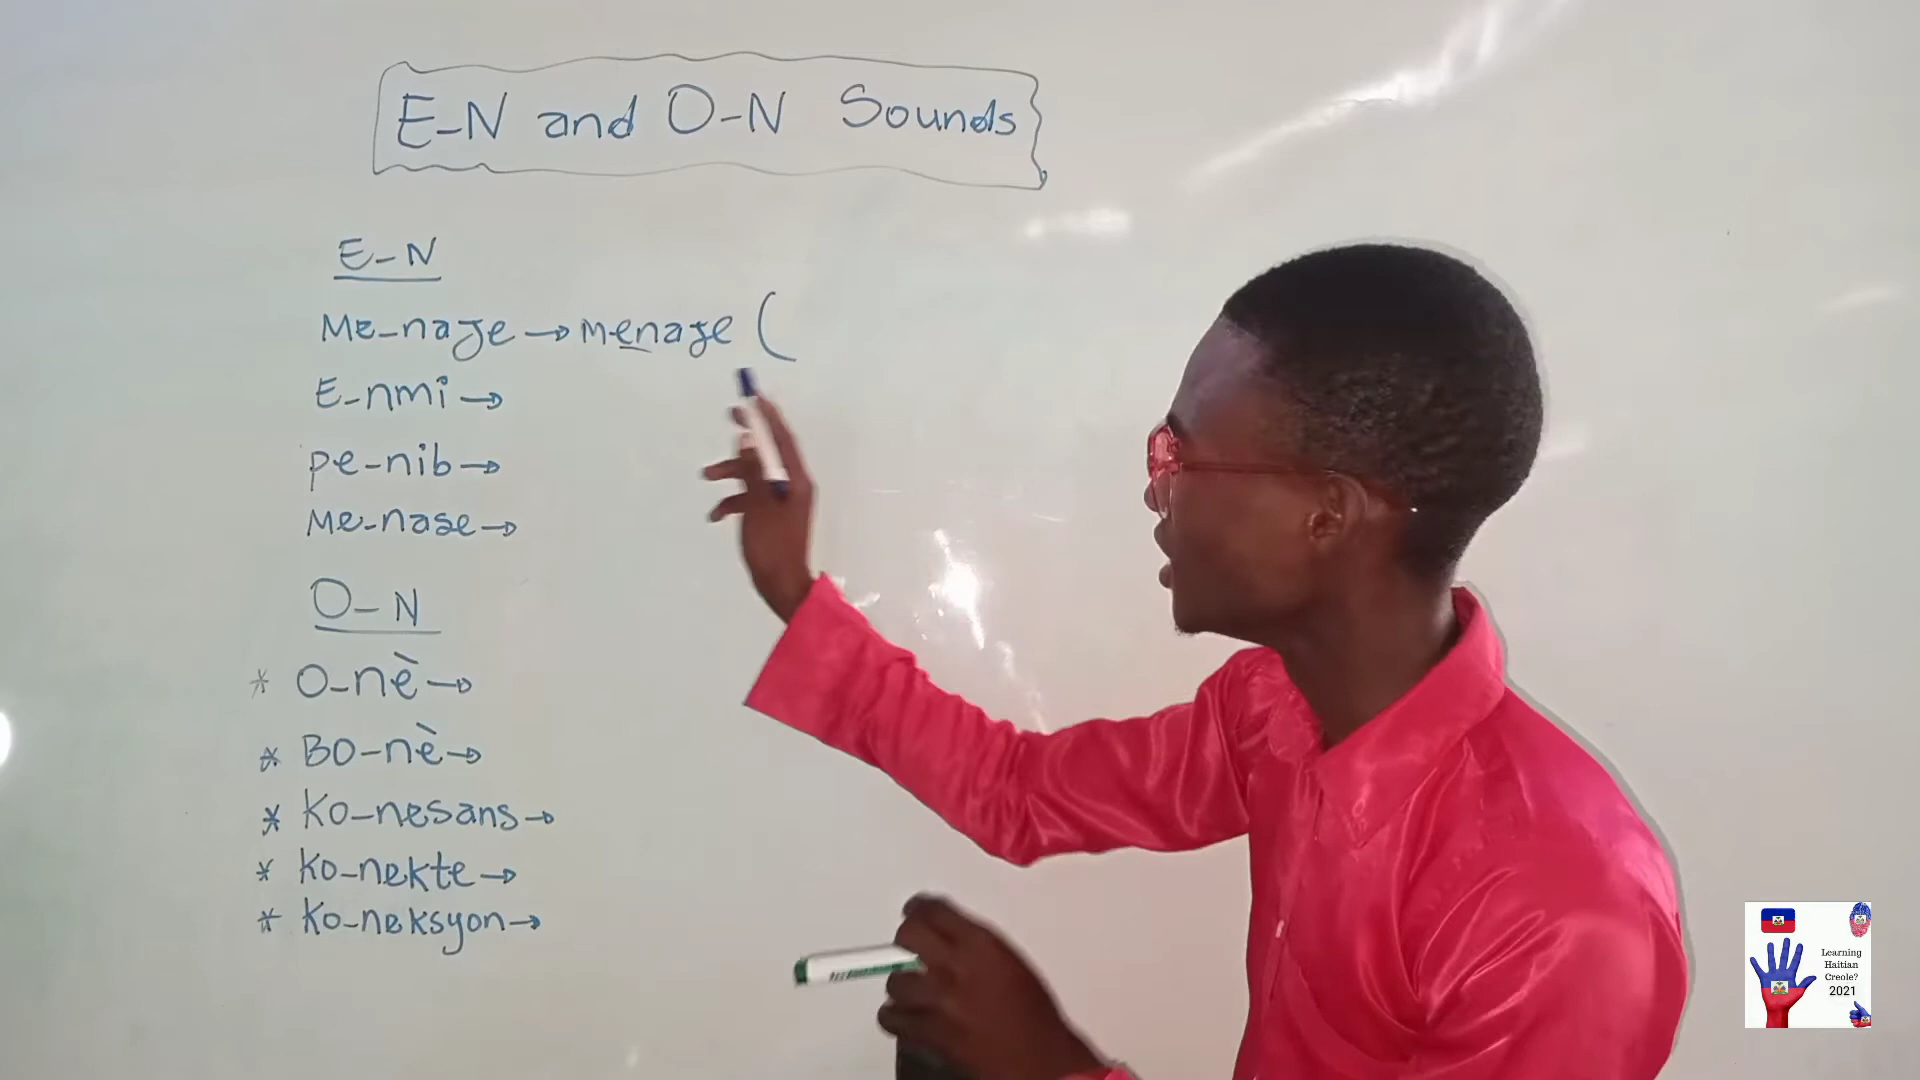 E-N and O-N Sounds
E-N
Me-naje → menaje (
E-nmi →
pe-nib →
Me-nase →
O-N
* O-nè →
* Bo-nè →
* Ko-nesans →
* Ko-nekte →
* Ko-neksyon →
Learning
Haitian
Creole?
2021